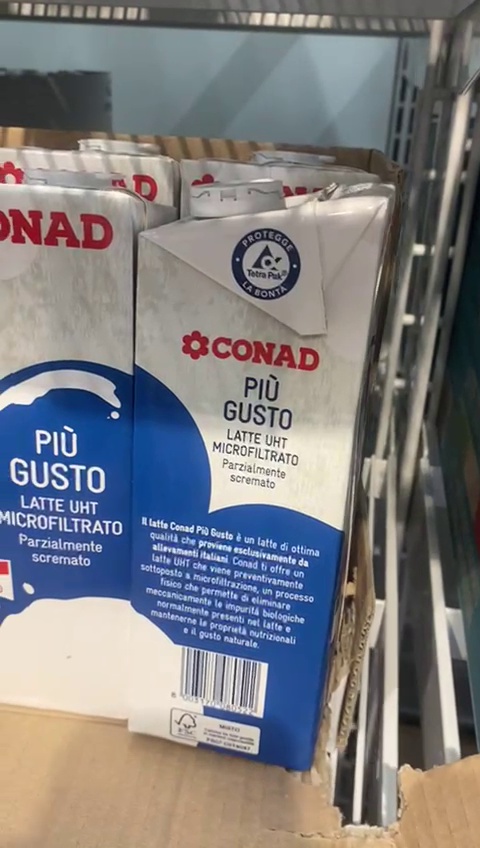 ONAD
PIÙ
GUSTO
LATTE UHT
MICROFILTRATO
Parzialmente
scremato
PROTEGGE
Tetra Pak®
LA BONTÀ
CONAD
PIÙ
GUSTO
LATTE UHT
MICROFILTRATO
Parzialmente
scremato
Il latte Conad Più Gusto è un latte di ottima
qualità che proviene esclusivamente da
allevamenti italiani. Conad ti offre un
latte UHT che viene preventivamente
sottoposto a microfiltrazione, un processo
fisico che permette di eliminare
meccanicamente le impurità biologiche
normalmente presenti nel latte e
mantenerne le proprietà nutrizionali
e il gusto naturale.
FSC
MISTO